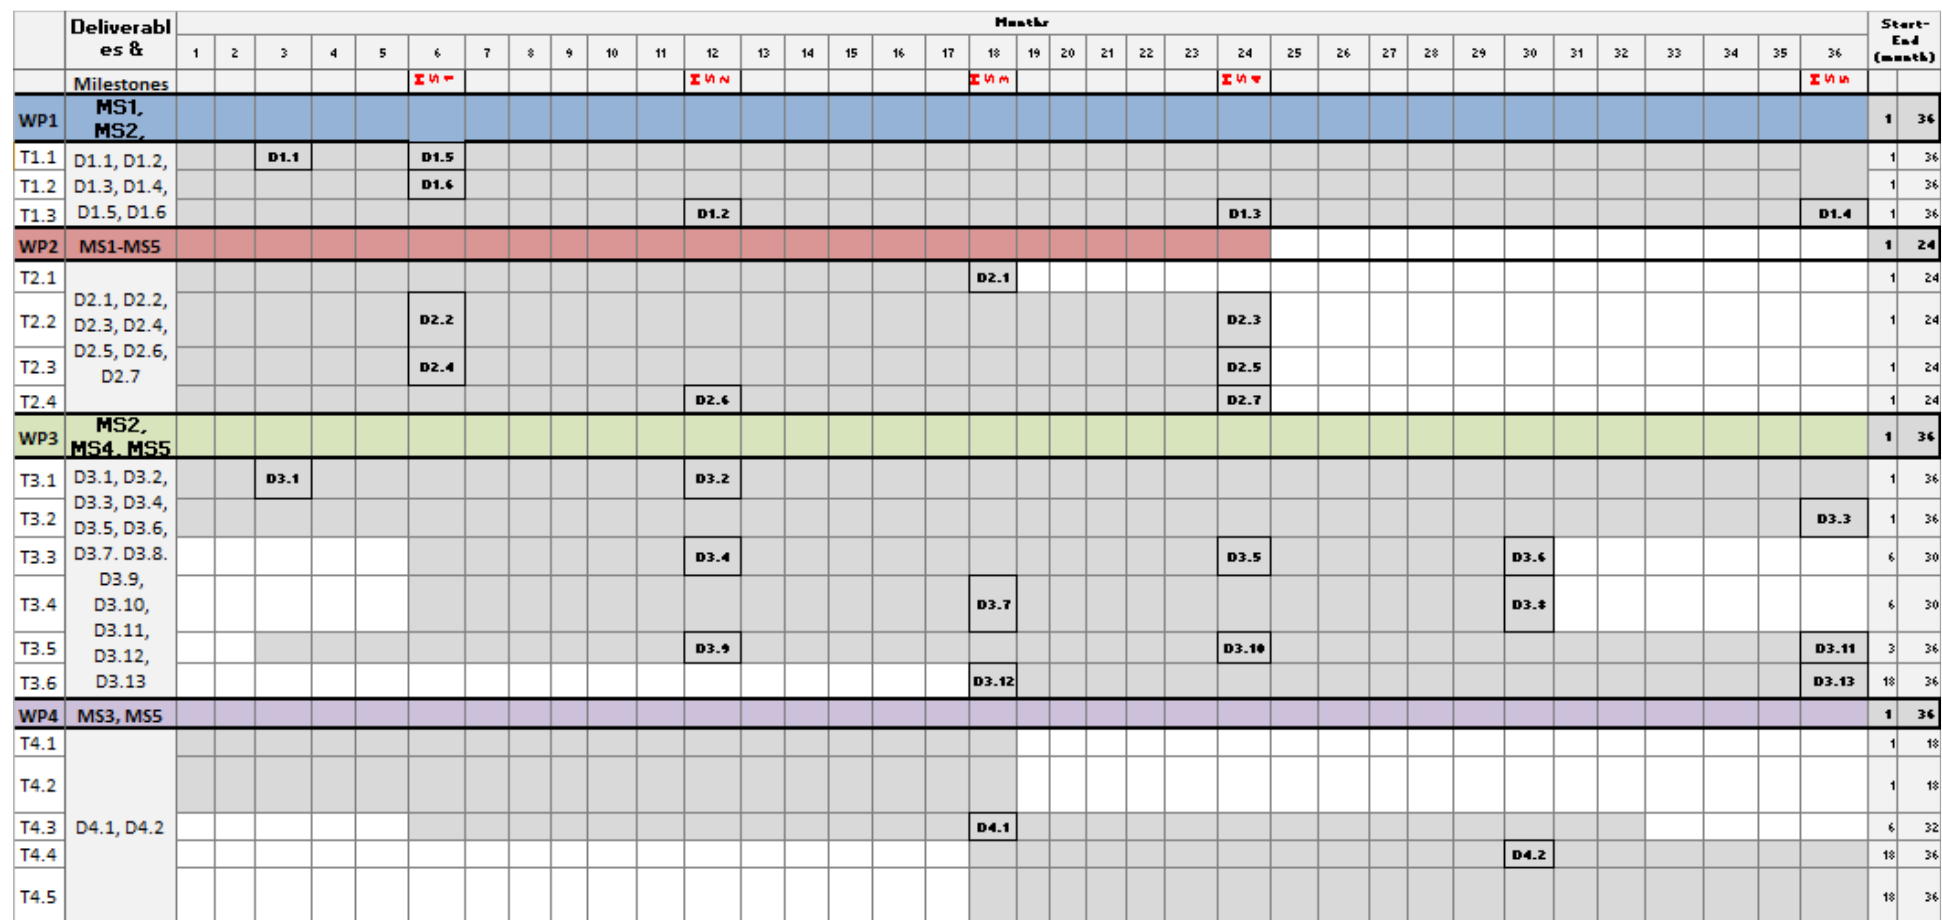 Deliverabl Months Start-
es & 1 2 3 4 5 6 7 8 9 10 11 12 13 14 15 16 17 18 19 20 21 22 23 24 25 26 27 28 29 30 31 32 33 34 35 36 End
(month)
Milestones MS1 MS2 MS3 MS4 MS5
WP1 MS1, 1 36
MS2,
T1.1 D1.1, D1.2, D1.1 D1.5 1 36
T1.2 D1.3, D1.4, D1.6 1 36
T1.3 D1.5, D1.6 D1.2 D1.3 D1.4 1 36
WP2 MS1-MS5 1 24
T2.1 D2.1 1 24
D2.1, D2.2,
T2.2 D2.3, D2.4, D2.2 D2.3 1 24
D2.5, D2.6,
T2.3 D2.7 D2.4 D2.5 1 24
T2.4 D2.6 D2.7 1 24
WP3 MS2, 1 36
MS4, MS5
T3.1 D3.1, D3.2, D3.1 D3.2 1 36
D3.3, D3.4,
T3.2 D3.5, D3.6, D3.3 1 36
T3.3 D3.7. D3.8. D3.4 D3.5 D3.6 6 30
D3.9,
T3.4 D3.10, D3.7 D3.8 6 30
D3.11,
T3.5 D3.12, D3.9 D3.10 D3.11 3 36
T3.6 D3.13 D3.12 D3.13 18 36
WP4 MS3, MS5 1 36
T4.1 1 18
T4.2 1 18
T4.3 D4.1, D4.2 D4.1 6 32
T4.4 D4.2 18 36
T4.5 18 36